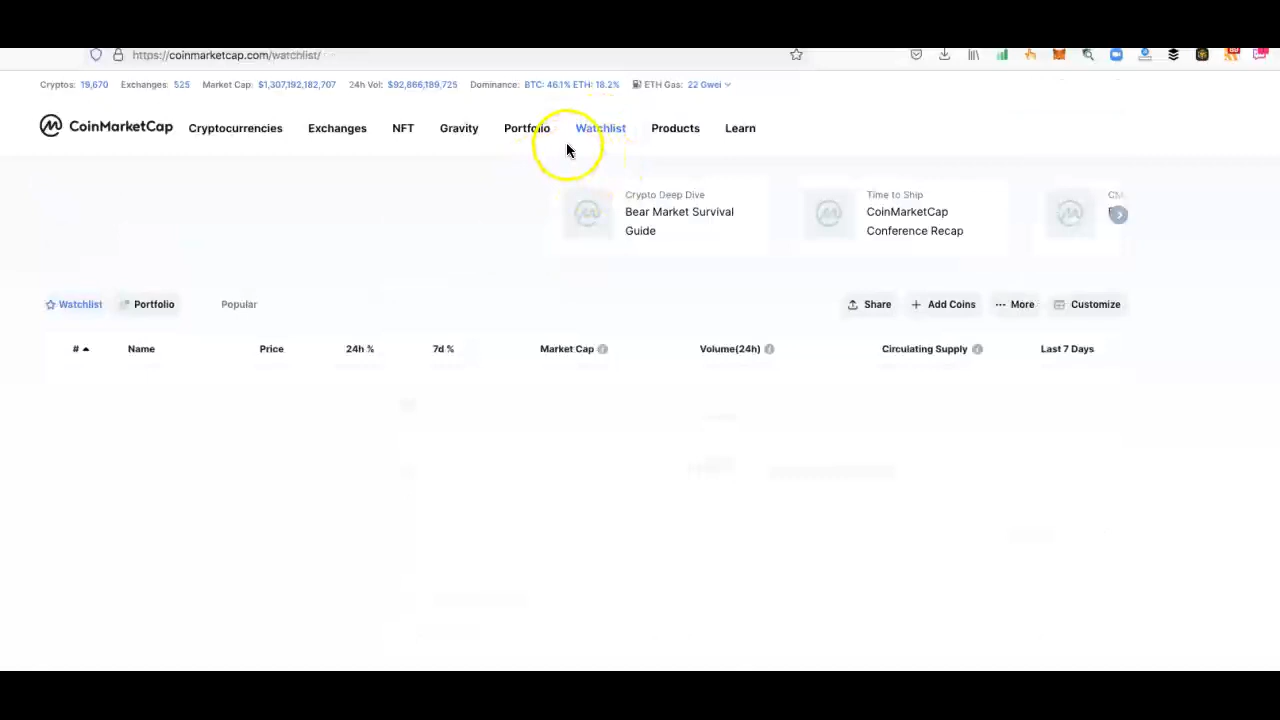 https://coinmarketcap.com/watchlist/
Cryptos: 19,670 Exchanges: 525 Market Cap: $1,307,192,182,707 24h Vol: $92,866,189,725 Dominance: BTC: 46.1% ETH: 18.2% ETH Gas: 22 Gwei
CoinMarketCap Cryptocurrencies Exchanges NFT Gravity Portfolio Watchlist Products Learn
Crypto Deep Dive
Bear Market Survival
Guide
Time to Ship
CoinMarketCap
Conference Recap
Watchlist Portfolio Popular Share + Add Coins More Customize
# Name Price 24h % 7d % Market Cap Volume(24h) Circulating Supply Last 7 Days